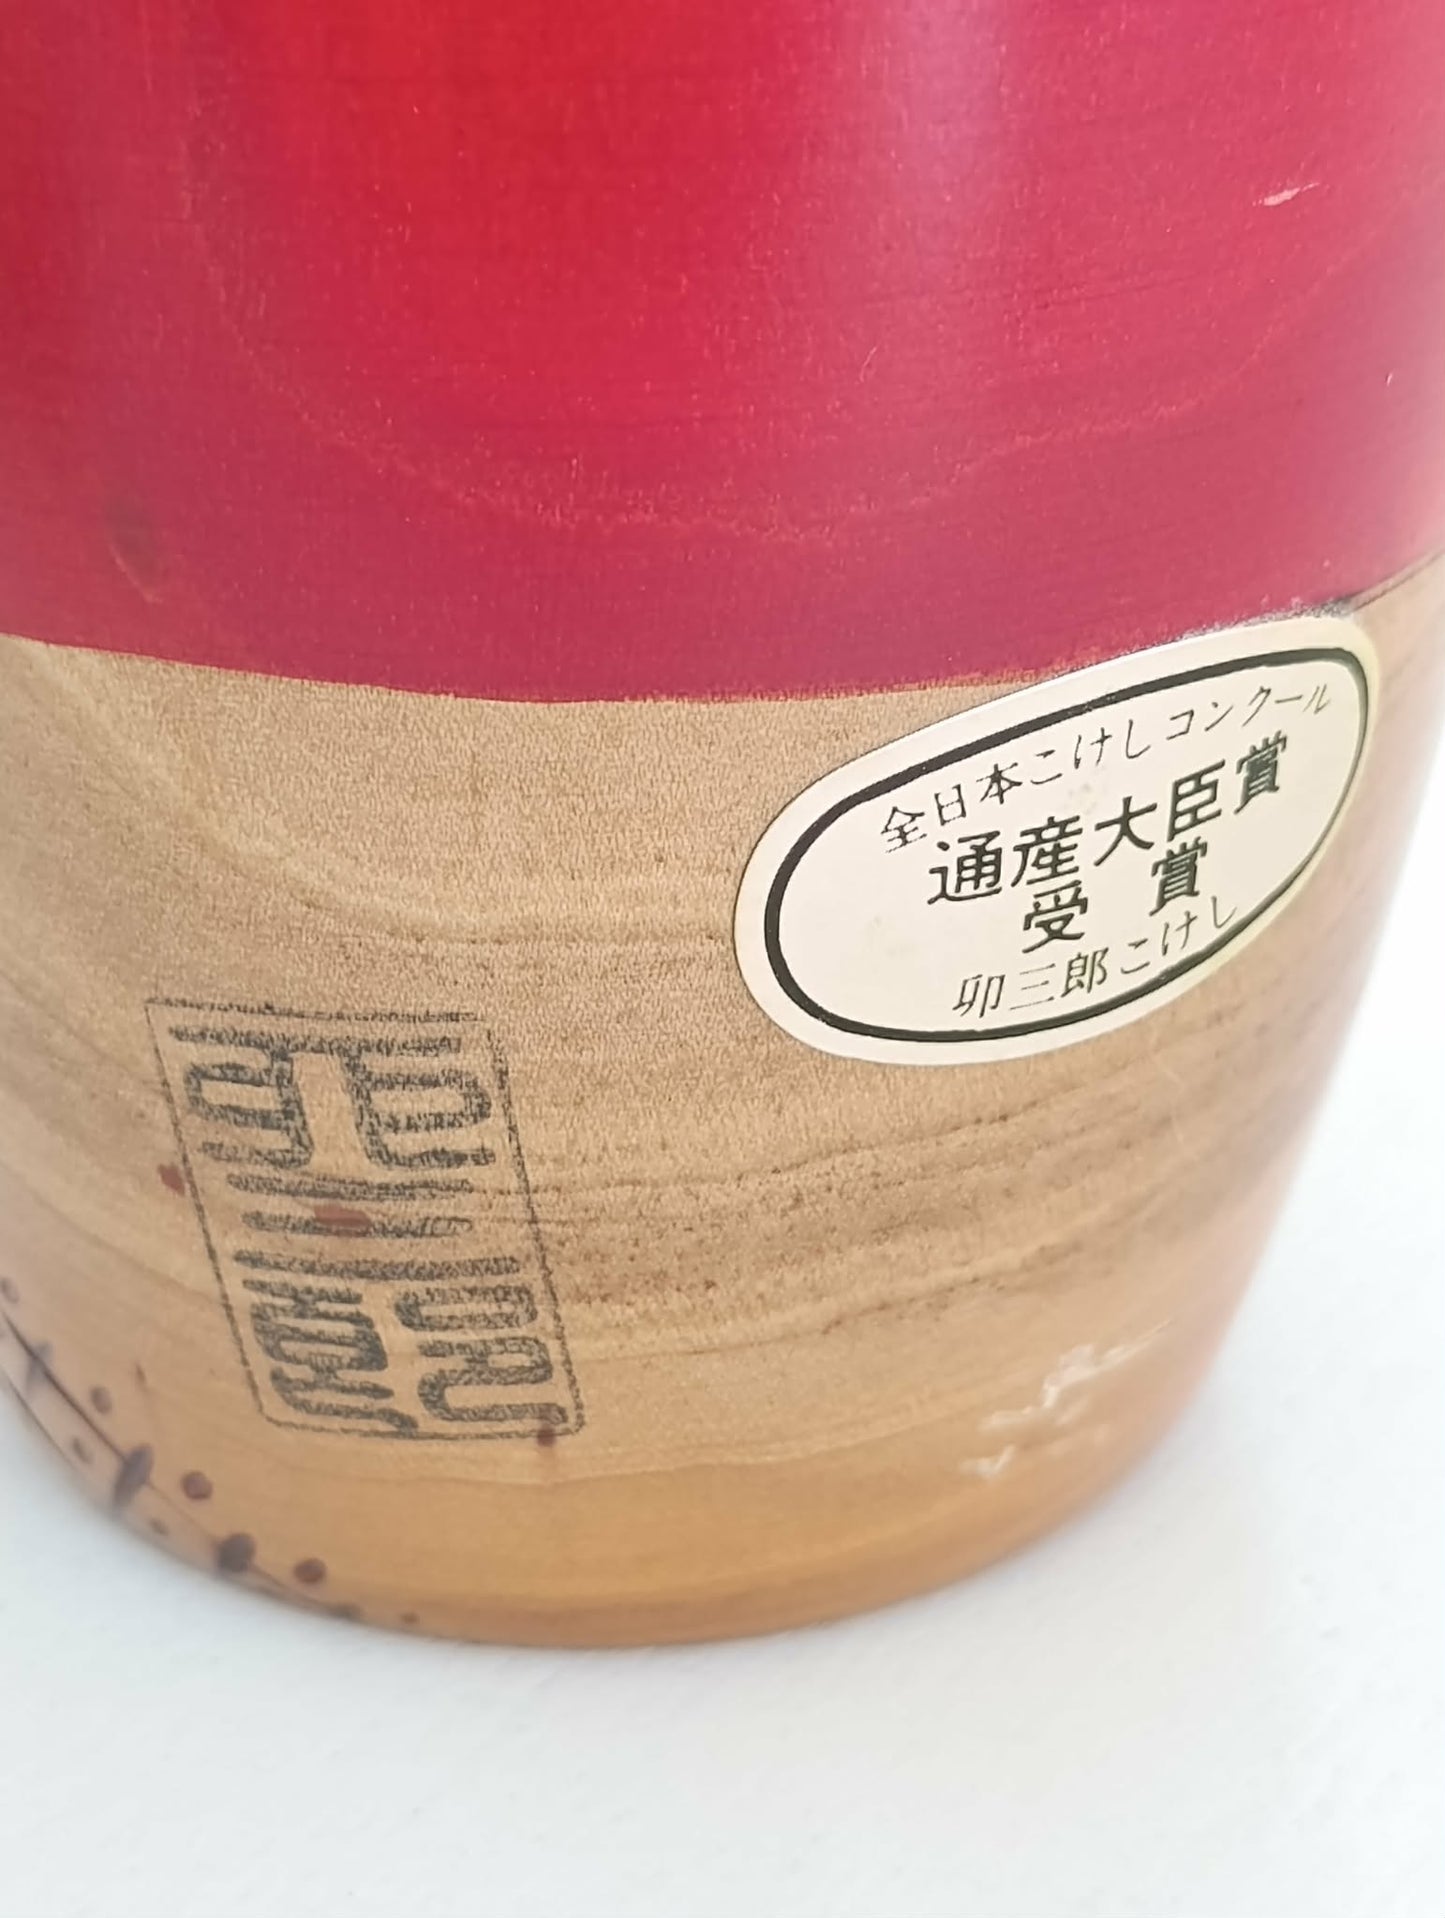 全日本こけしコンクール
通産大臣賞
受賞
卯三郎こけし